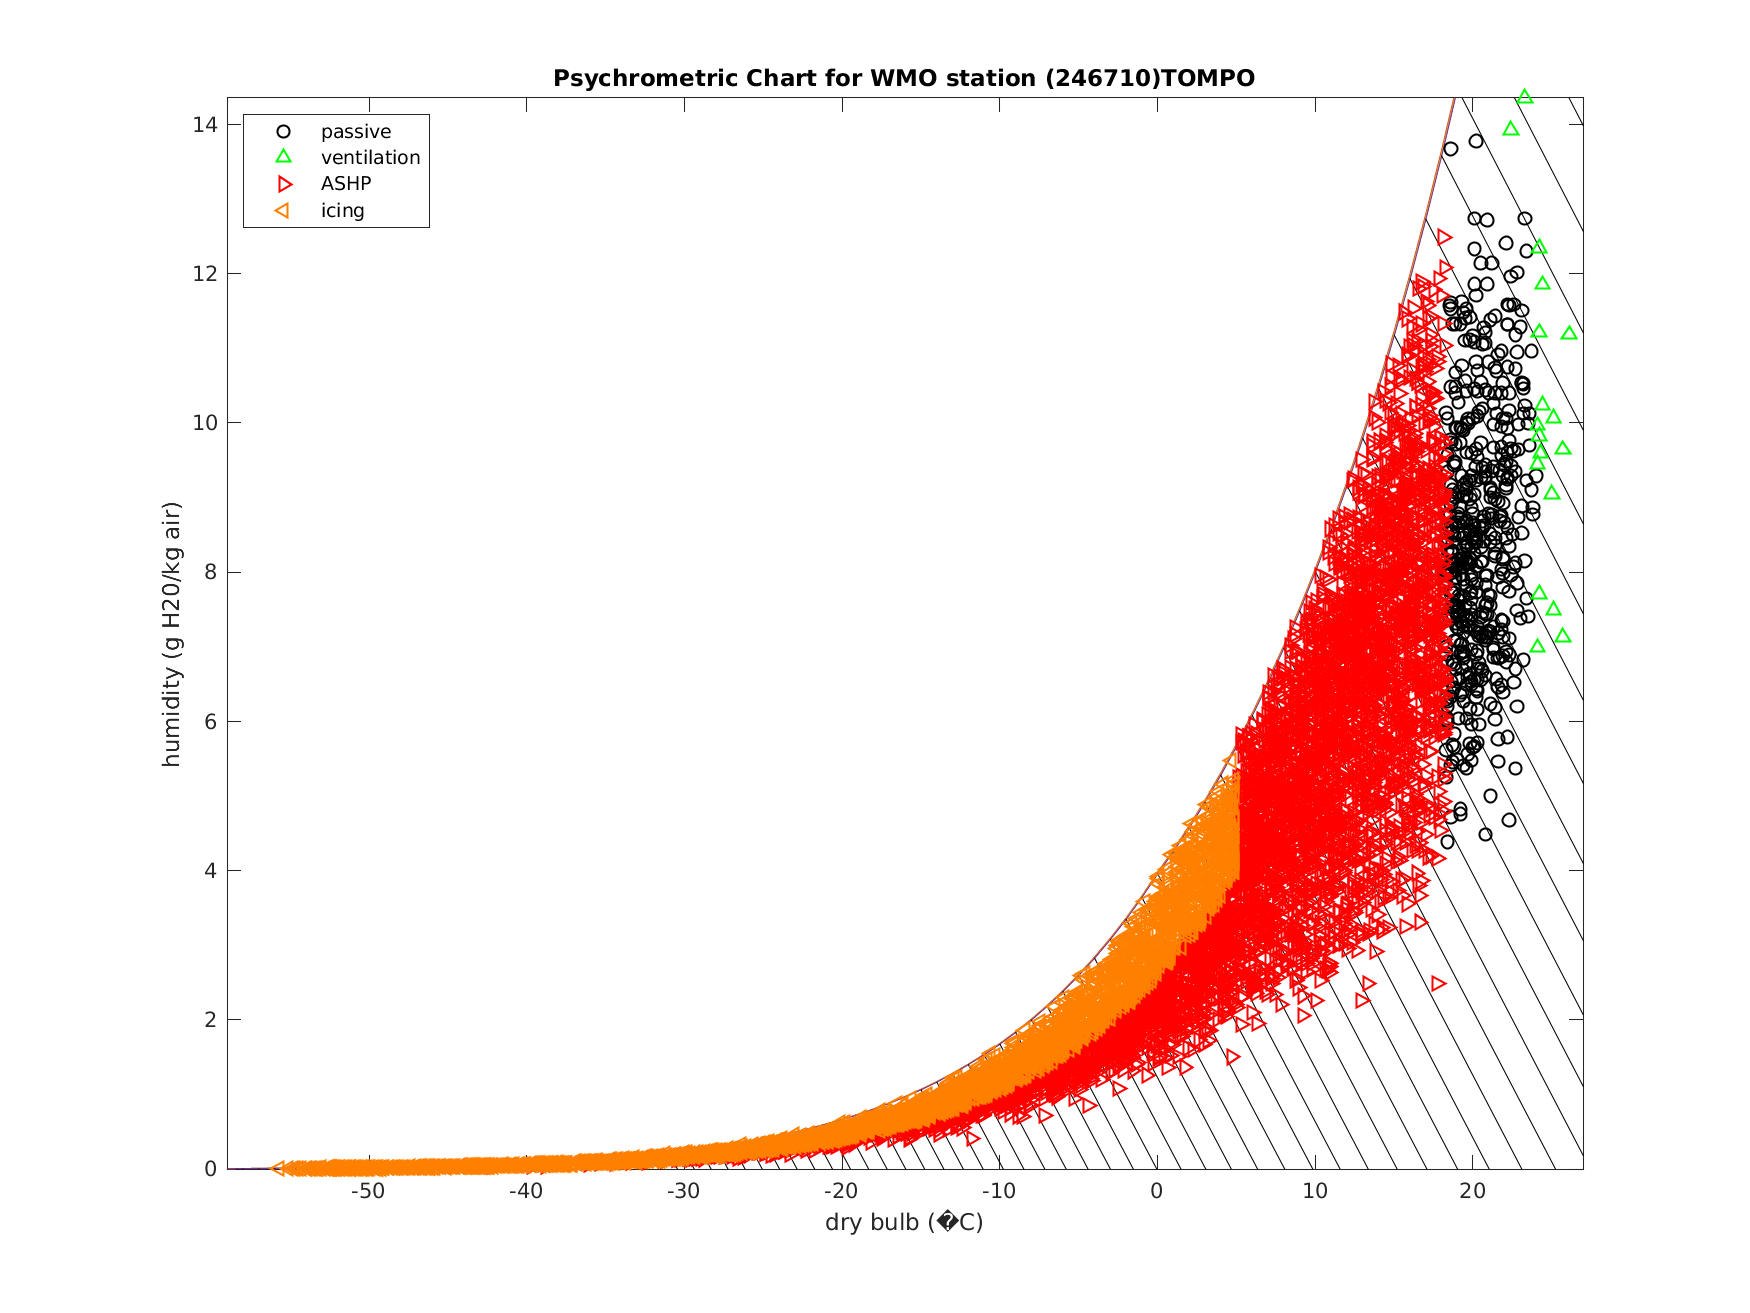 Psychrometric Chart for WMO station (246710)TOMPO
passive
ventilation
ASHP
icing
14
12
10
8
6
4
2
0
humidity (g H20/kg air)
-50
-40
-30
-20
-10
0
10
20
dry bulb (�C)